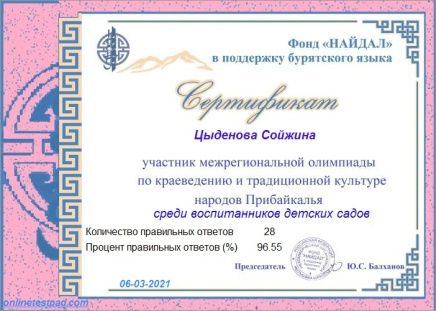 Фонд «НАЙДАЛ»
в поддержку бурятского языка
Сертификат
Цыденова Сойжина
участник межрегиональной олимпиады
по краеведению и традиционной культуре
народов Прибайкалья
среди воспитанников детских садов
Количество правильных ответов 28
Процент правильных ответов (%) 96.55
Председатель Ю.С. Балханов
06-03-2021
onlinetestpad.com